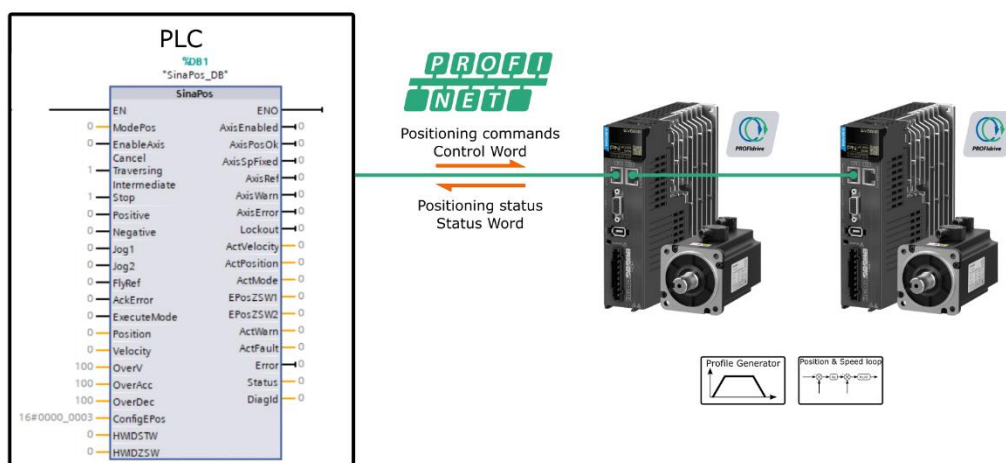 PLC
%DB1
"SinaPos_DB"
SinaPos
EN ENO
0 ModePos AxisEnabled 0
0 EnableAxis AxisPosOk 0
Cancel AxisSpFixed 0
1 Traversing AxisRef 0
Intermediate
1 Stop AxisWarn 0
0 Positive AxisError 0
0 Negative Lockout 0
0 Jog1 ActVelocity 0
0 Jog2 ActPosition 0
0 FlyRef ActMode 0
0 AckError EPosZSW1 0
0 ExecuteMode EPosZSW2 0
0 Position ActWarn 0
0 Velocity ActFault 0
100 OverV Error 0
100 OverAcc Status 0
100 OverDec DiagId 0
16#0000_0003 ConfigEPos
0 HWIDSTW
0 HWIDZSW
PROFI
NET
Positioning commands
Control Word
Positioning status
Status Word
PROFIdrive
PROFIdrive
Profile Generator
Position & Speed loop